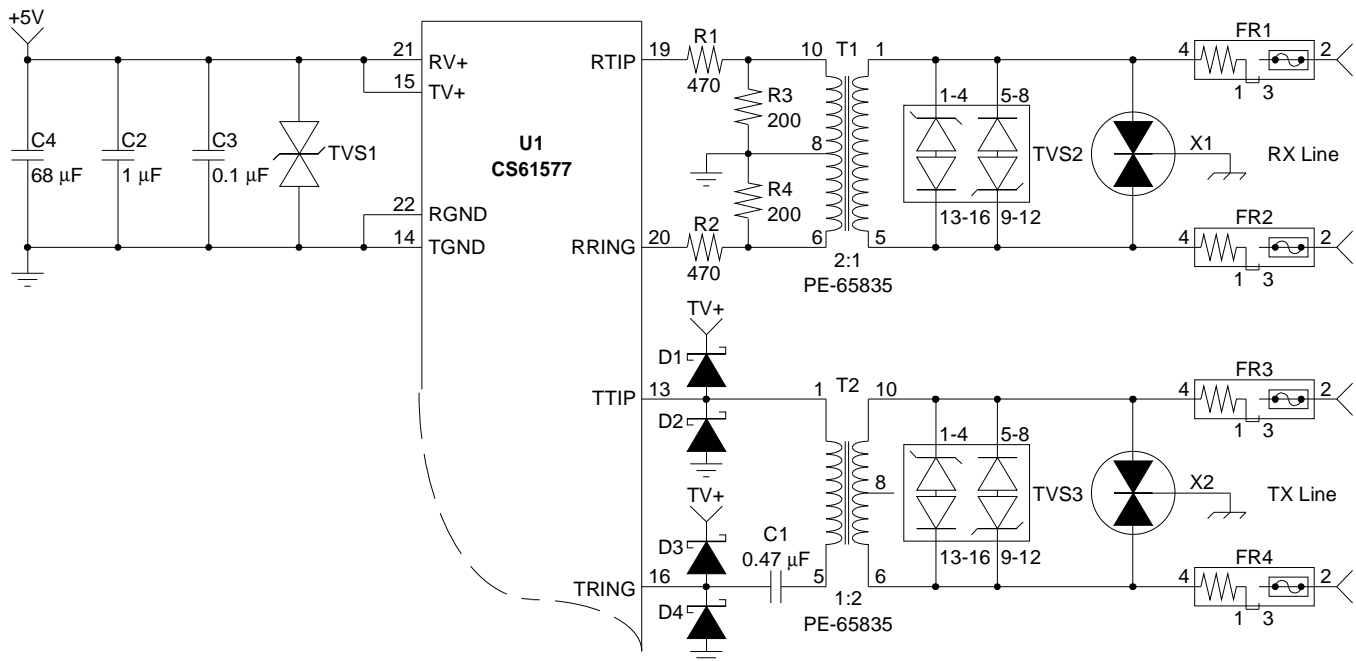 +5V
21
RV+
15
TV+
C4
68 µF
C2
1 µF
C3
0.1 µF
TVS1
22
RGND
14
TGND
U1
CS61577
RTIP
19
R1
470
R3
200
R4
200
RRING
20
R2
470
10
T1
1
8
6
5
2:1
PE-65835
1-4
5-8
TVS2
13-16
9-12
X1
FR1
4
2
1
3
RX Line
FR2
4
2
1
3
TV+
D1
TTIP
13
D2
TV+
D3
TRING
16
D4
C1
0.47 µF
1
T2
10
8
5
6
1:2
PE-65835
1-4
5-8
TVS3
13-16
9-12
X2
FR3
4
2
1
3
TX Line
FR4
4
2
1
3